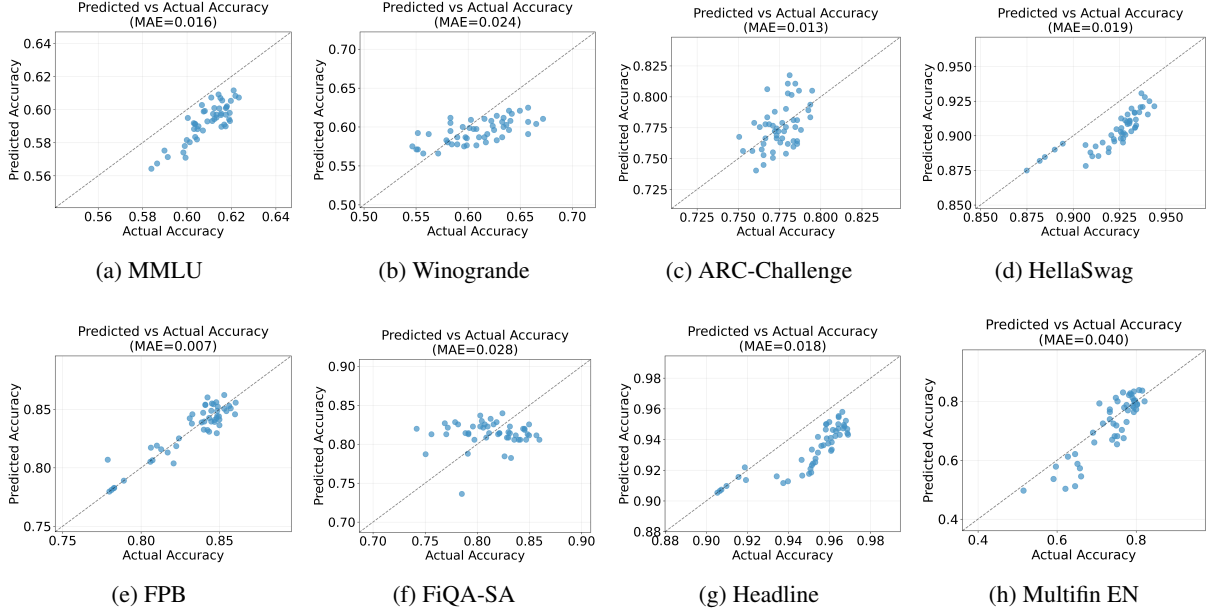 Predicted vs Actual Accuracy
(MAE=0.016)
0.64
0.62
0.60
0.58
0.56
Predicted Accuracy
0.56 0.58 0.60 0.62 0.64
Actual Accuracy
(a) MMLU
Predicted vs Actual Accuracy
(MAE=0.024)
0.70
0.65
0.60
0.55
0.50
Predicted Accuracy
0.50 0.55 0.60 0.65 0.70
Actual Accuracy
(b) Winogrande
Predicted vs Actual Accuracy
(MAE=0.013)
0.825
0.800
0.775
0.750
0.725
Predicted Accuracy
0.725 0.750 0.775 0.800 0.825
Actual Accuracy
(c) ARC-Challenge
Predicted vs Actual Accuracy
(MAE=0.019)
0.950
0.925
0.900
0.875
0.850
Predicted Accuracy
0.850 0.875 0.900 0.925 0.950
Actual Accuracy
(d) HellaSwag
Predicted vs Actual Accuracy
(MAE=0.007)
0.85
0.80
0.75
Predicted Accuracy
0.75 0.80 0.85
Actual Accuracy
(e) FPB
Predicted vs Actual Accuracy
(MAE=0.028)
0.90
0.85
0.80
0.75
0.70
Predicted Accuracy
0.70 0.75 0.80 0.85 0.90
Actual Accuracy
(f) FiQA-SA
Predicted vs Actual Accuracy
(MAE=0.018)
0.98
0.96
0.94
0.92
0.90
0.88
Predicted Accuracy
0.88 0.90 0.92 0.94 0.96 0.98
Actual Accuracy
(g) Headline
Predicted vs Actual Accuracy
(MAE=0.040)
0.8
0.6
0.4
Predicted Accuracy
0.4 0.6 0.8
Actual Accuracy
(h) Multifin EN